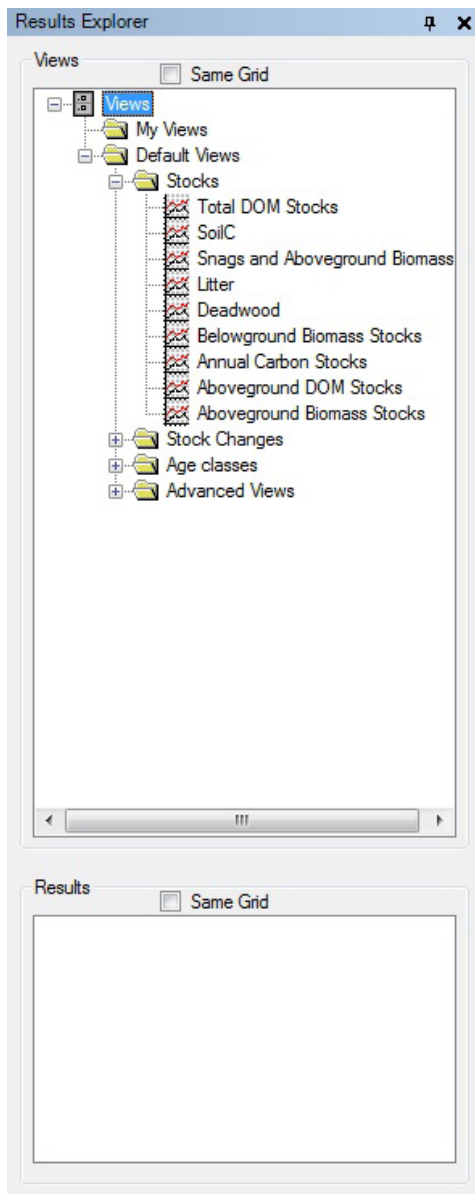 Results Explorer
Views
Same Grid
Views
My Views
Default Views
Stocks
Total DOM Stocks
SoilC
Snags and Aboveground Biomass
Litter
Deadwood
Belowground Biomass Stocks
Annual Carbon Stocks
Aboveground DOM Stocks
Aboveground Biomass Stocks
Stock Changes
Age classes
Advanced Views
Results
Same Grid